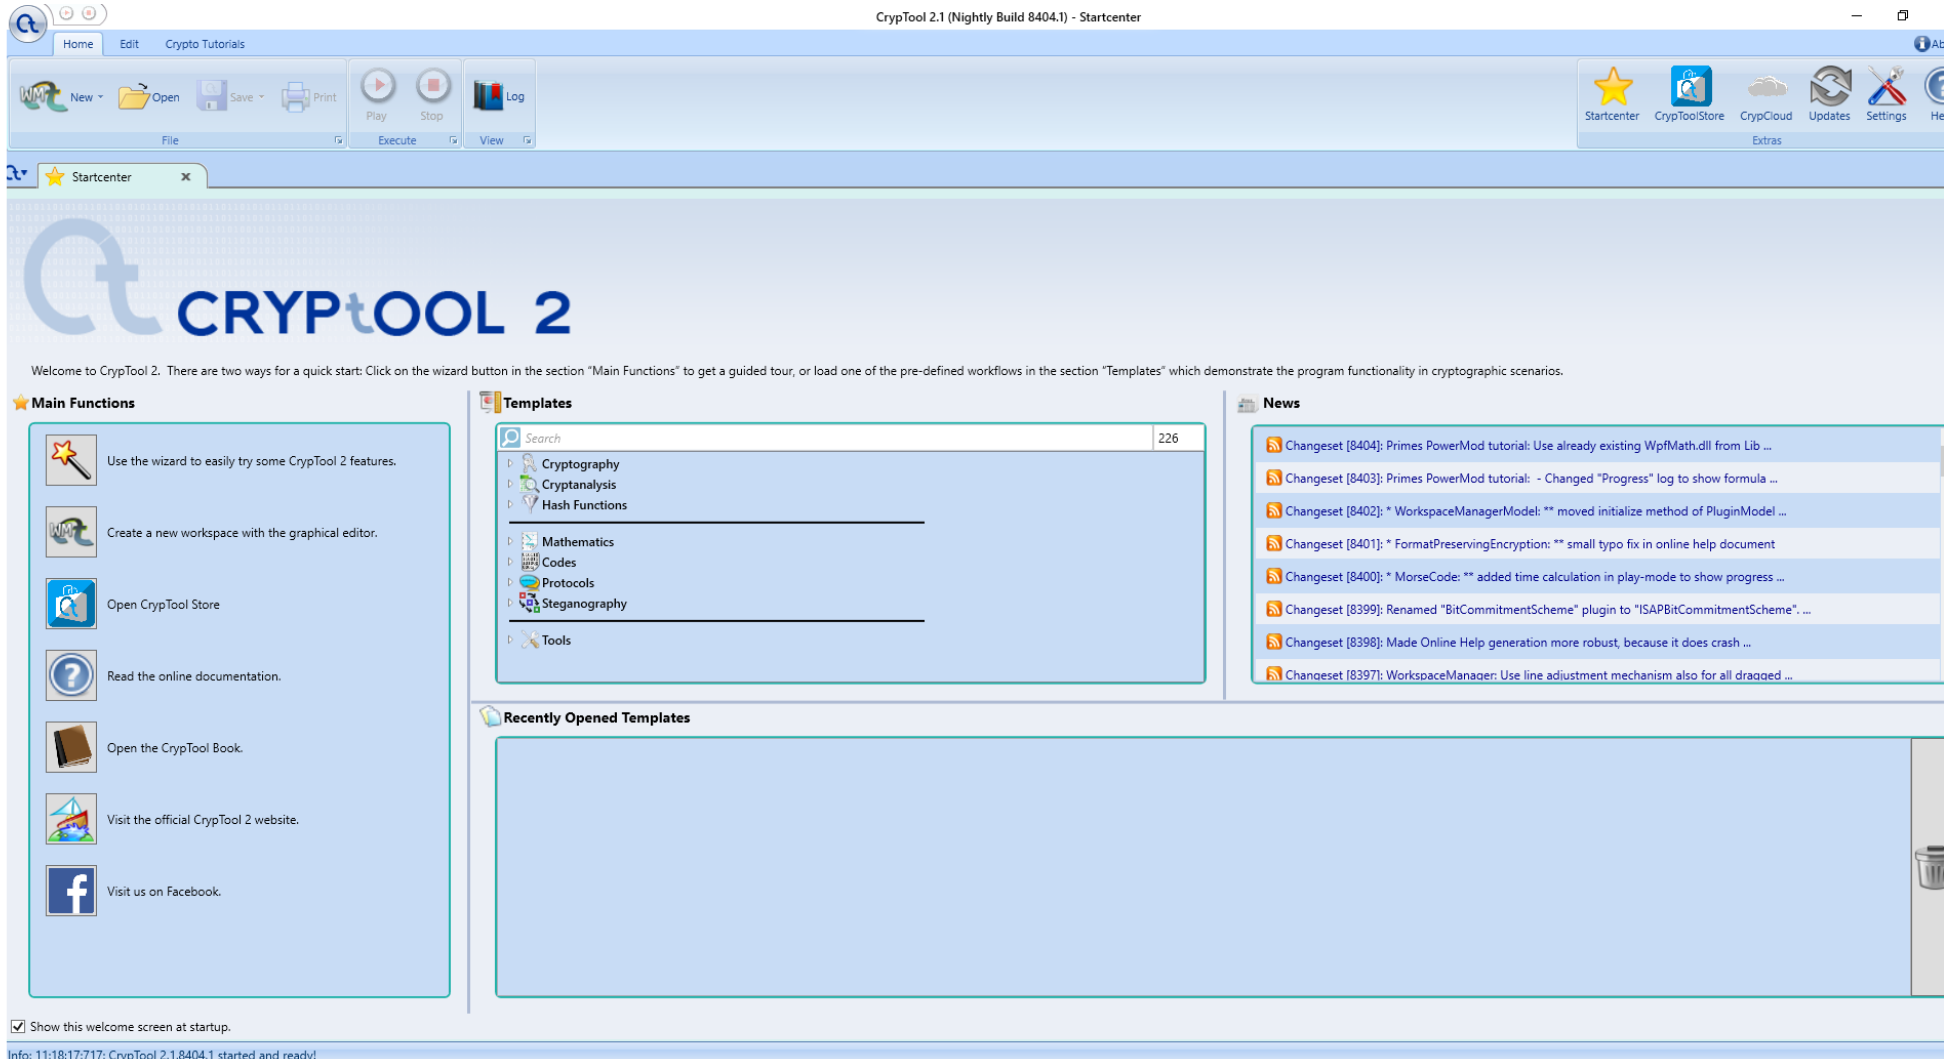 CrypTool 2.1 (Nightly Build 8404.1) - Startcenter
Home Edit Crypto Tutorials
New Open Save Print Play Stop Log
Startcenter CrypToolStore CrypCloud Updates Settings
File Execute View Extras
Startcenter
CRYPtOOL 2
Welcome to CrypTool 2. There are two ways for a quick start: Click on the wizard button in the section "Main Functions" to get a guided tour, or load one of the pre-defined workflows in the section "Templates" which demonstrate the program functionality in cryptographic scenarios.
Main Functions
Use the wizard to easily try some CrypTool 2 features.
Create a new workspace with the graphical editor.
Open CrypTool Store
Read the online documentation.
Open the CrypTool Book.
Visit the official CrypTool 2 website.
Visit us on Facebook.
Templates
Search 226
Cryptography
Cryptanalysis
Hash Functions
Mathematics
Codes
Protocols
Steganography
Tools
News
Changeset [8404]: Primes PowerMod tutorial: Use already existing WpfMath.dll from Lib ...
Changeset [8403]: Primes PowerMod tutorial: - Changed "Progress" log to show formula ...
Changeset [8402]: * WorkspaceManagerModel: ** moved initialize method of PluginModel ...
Changeset [8401]: * FormatPreservingEncryption: ** small typo fix in online help document
Changeset [8400]: * MorseCode: ** added time calculation in play-mode to show progress ...
Changeset [8399]: Renamed "BitCommitmentScheme" plugin to "ISAPBitCommitmentScheme". ...
Changeset [8398]: Made Online Help generation more robust, because it does crash ...
Changeset [8397]: WorkspaceManager: Use line adjustment mechanism also for all dragged ...
Recently Opened Templates
Show this welcome screen at startup.
Info: 11:18:17:717: CrypTool 2.1.8404.1 started and ready!